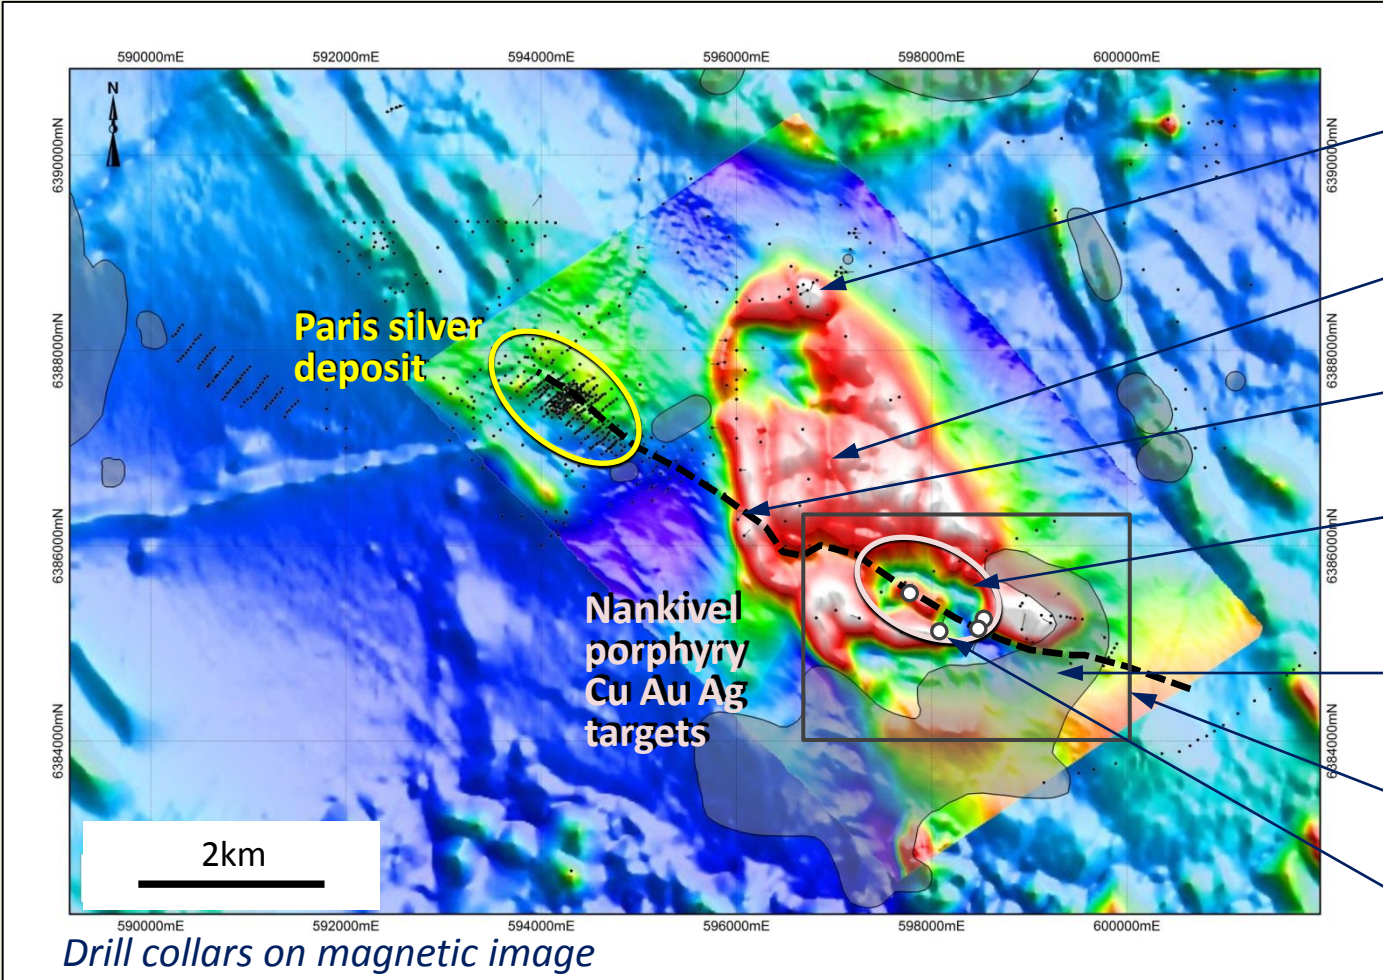 590000mE
592000mE
594000mE
596000mE
598000mE
600000mE
N
6390000mN
6390000mN
6388000mN
6388000mN
Paris silver
deposit
6386000mN
6386000mN
Nankivel
porphyry
Cu Au Ag
targets
6384000mN
6384000mN
2km
590000mE
592000mE
594000mE
596000mE
598000mE
600000mE
Drill collars on magnetic image